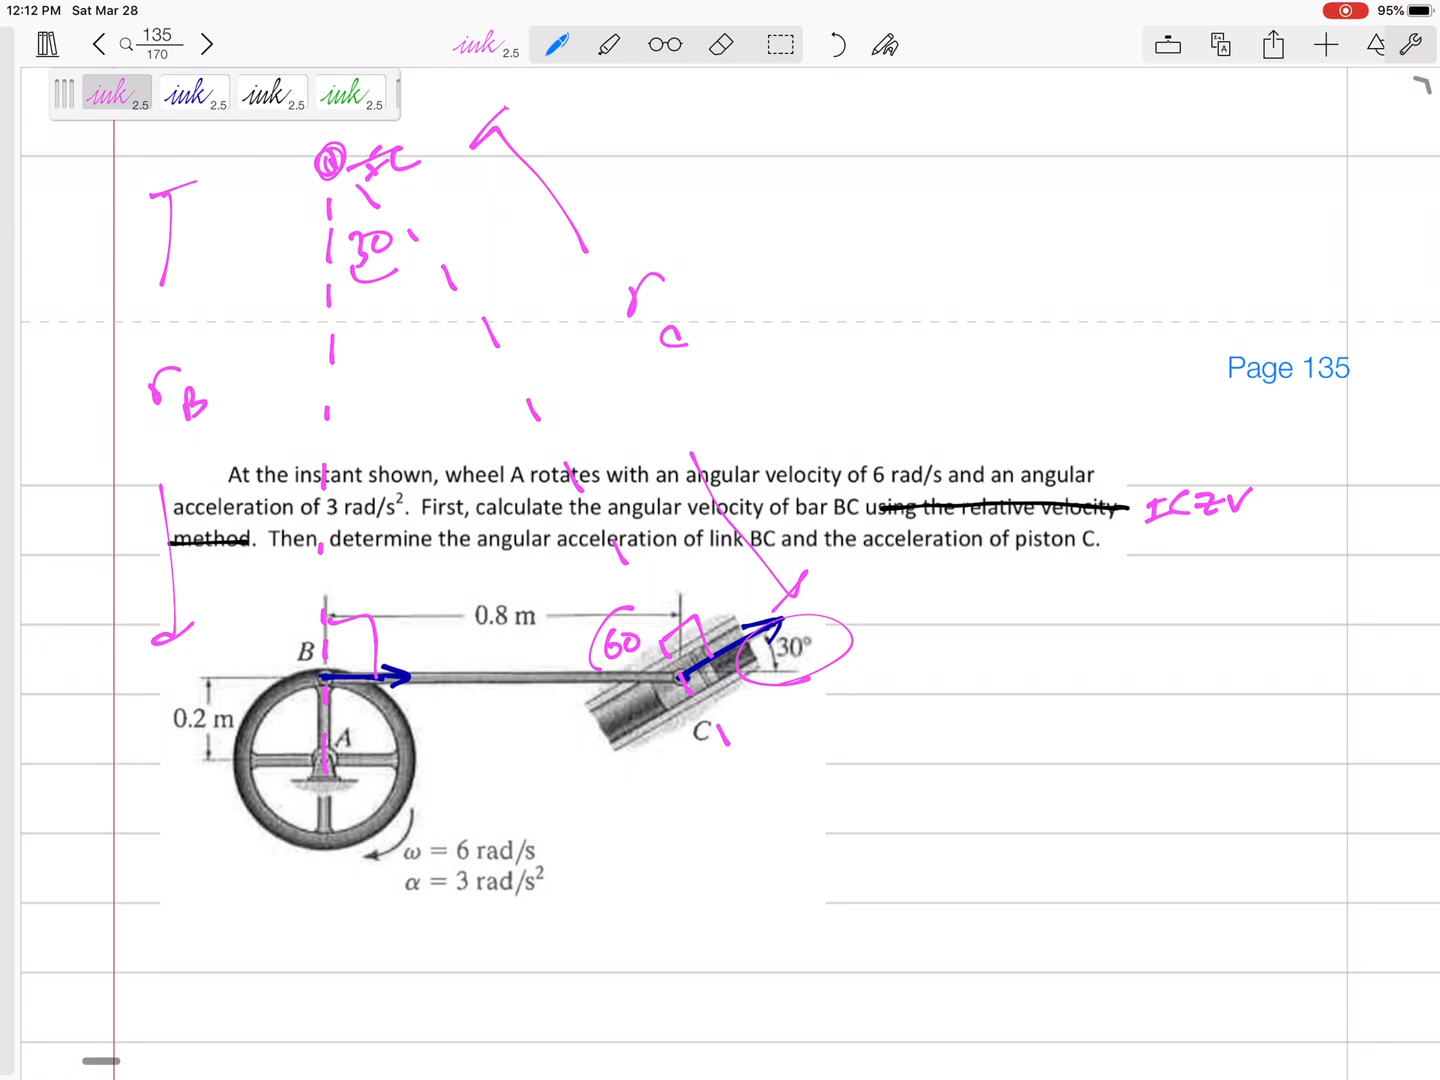 12:12 PM Sat Mar 28
95%
135
170
ink 2.5
ink 2.5 ink 2.5 ink 2.5 ink 2.5
IC
30
r C
Page 135
r B
At the instant shown, wheel A rotates with an angular velocity of 6 rad/s and an angular
acceleration of 3 rad/s². First, calculate the angular velocity of bar BC using the relative velocity ICZV
method. Then, determine the angular acceleration of link BC and the acceleration of piston C.
0.8 m
B
60
30°
0.2 m
A
C
ω = 6 rad/s
α = 3 rad/s²